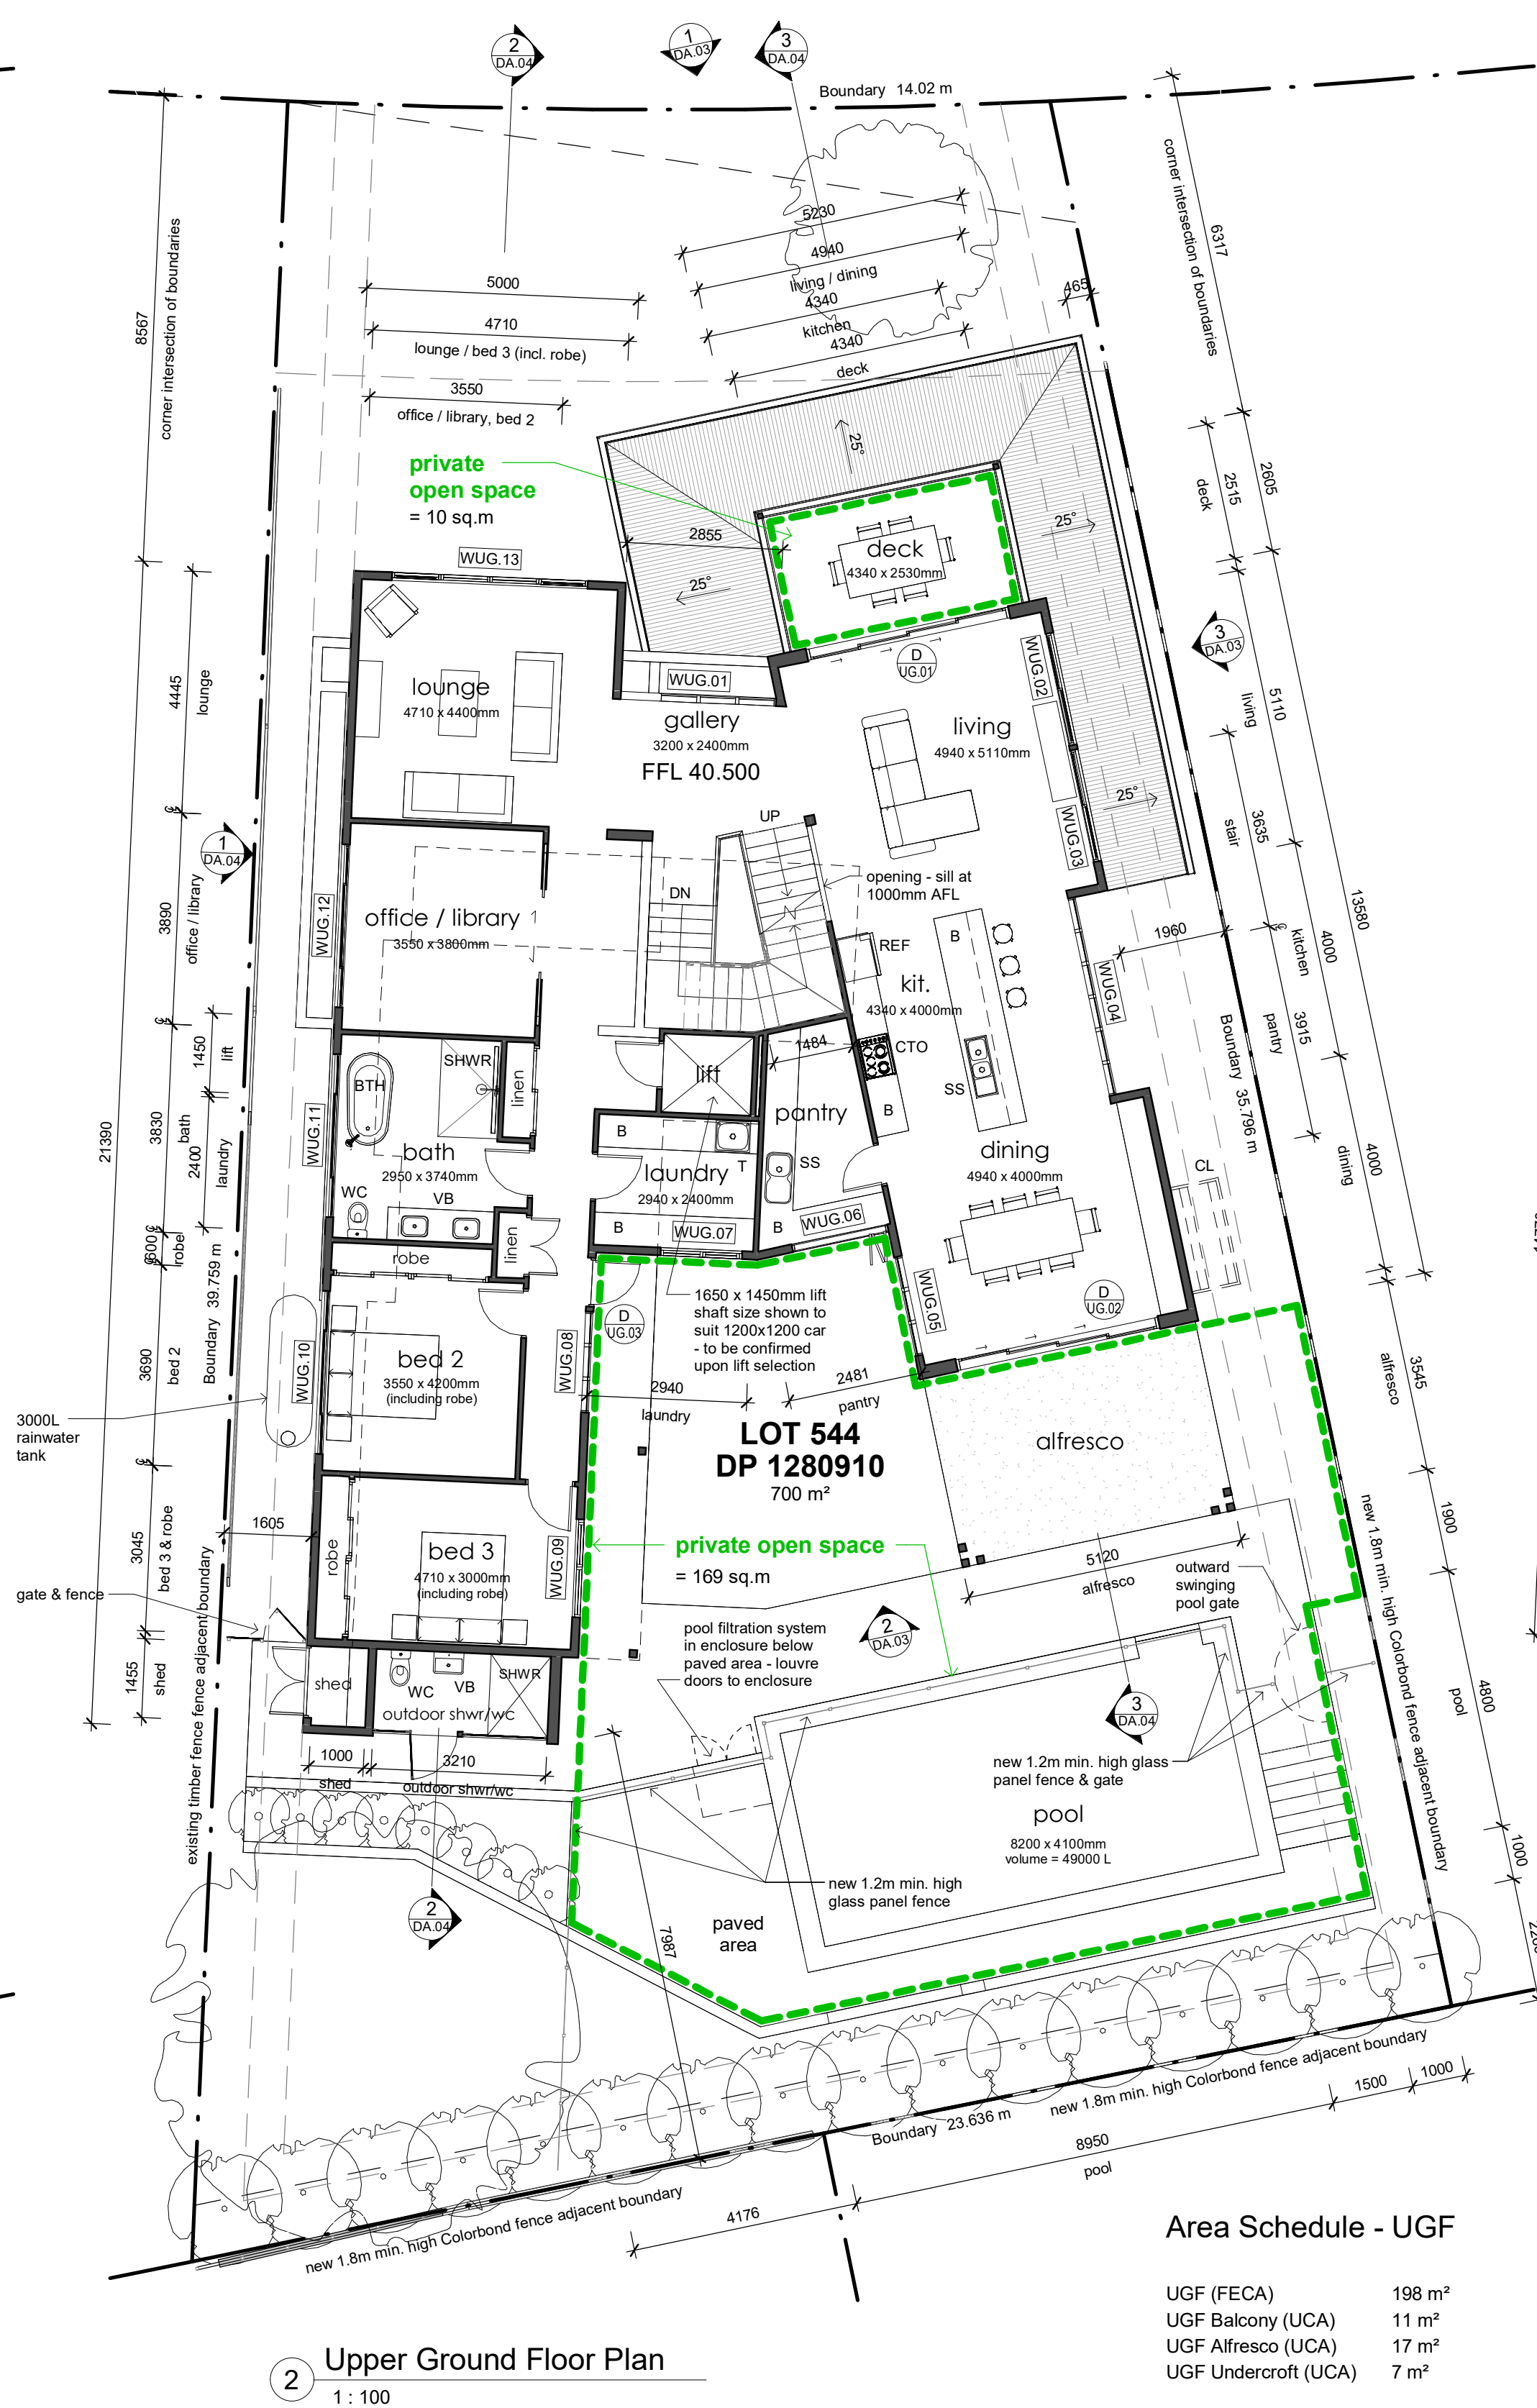 2
DA.04
1
DA.03
3
DA.04
Boundary 14.02 m
corner intersection of boundaries
8567
5230
4940
living / dining
4340
kitchen
4340
deck
465
6317
corner intersection of boundaries
5000
4710
lounge / bed 3 (incl. robe)
3550
office / library, bed 2
private
open space
= 10 sq.m
25°
25°
25°
25°
2855
deck
4340 x 2530mm
2605
2515
deck
WUG.13
WUG.01
D
UG.01
WUG.02
3
DA.03
lounge
4710 x 4400mm
gallery
3200 x 2400mm
FFL 40.500
living
4940 x 5110mm
4445
lounge
5110
living
WUG.03
UP
DN
opening - sill at
1000mm AFL
3635
stair
13580
1
DA.04
3890
office / library
WUG.12
office / library
3550 x 3800mm
REF
B
kit.
4340 x 4000mm
1960
WUG.04
4000
kitchen
3915
pantry
Boundary 35.796 m
1450
lift
SHWR
BTH
linen
lift
1484
CTO
SS
B
pantry
21390
3830
bath
2400
laundry
WUG.11
bath
2950 x 3740mm
WC
VB
B
laundry
2940 x 2400mm
T
SS
B
WUG.07
B
WUG.06
dining
4940 x 4000mm
CL
4000
dining
600
robe
robe
linen
Boundary 39.759 m
1650 x 1450mm lift
shaft size shown to
suit 1200x1200 car
- to be confirmed
upon lift selection
D
UG.03
WUG.05
D
UG.02
3690
bed 2
WUG.10
bed 2
3550 x 4200mm
(including robe)
WUG.08
2940
laundry
2481
pantry
3545
alfresco
3000L
rainwater
tank
LOT 544
DP 1280910
700 m²
alfresco
1605
3045
bed 3 & robe
robe
bed 3
4710 x 3000mm
(including robe)
WUG.09
private open space
= 169 sq.m
5120
alfresco
1900
outward
swinging
pool gate
new 1.8m min. high Colorbond fence adjacent boundary
gate & fence
existing timber fence fence adjacent boundary
pool filtration system
in enclosure below
paved area - louvre
doors to enclosure
2
DA.03
1455
shed
shed
WC
VB
SHWR
outdoor shwr/wc
3
DA.04
4800
pool
1000
shed
3210
outdoor shwr/wc
new 1.2m min. high glass
panel fence & gate
pool
8200 x 4100mm
volume = 49000 L
1000
new 1.2m min. high
glass panel fence
2
DA.04
paved
area
7987
Boundary 23.636 m
new 1.8m min. high Colorbond fence adjacent boundary
1500
1000
8950
pool
new 1.8m min. high Colorbond fence adjacent boundary
4176
Area Schedule - UGF
UGF (FECA) 198 m²
UGF Balcony (UCA) 11 m²
UGF Alfresco (UCA) 17 m²
UGF Undercroft (UCA) 7 m²
2
Upper Ground Floor Plan
1 : 100